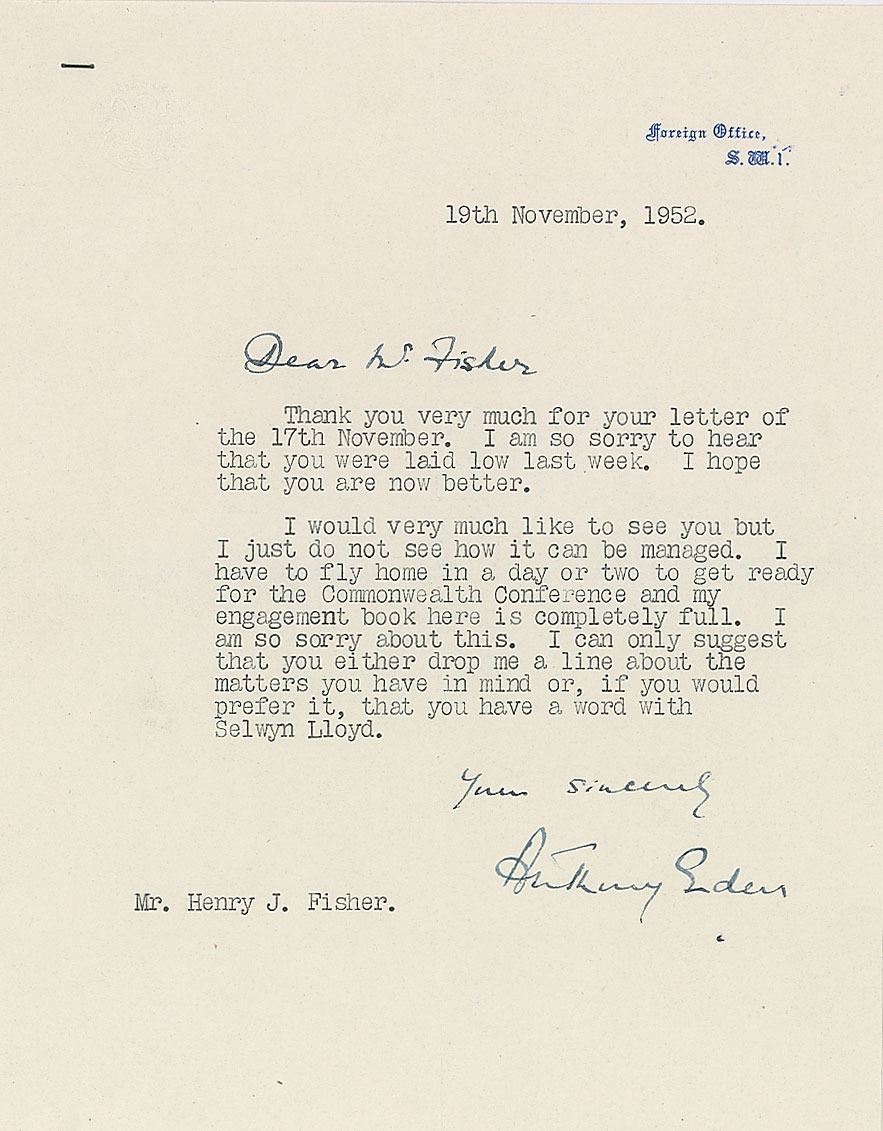 Foreign Office,
S.W.1.
19th November, 1952.
Dear Mr. Fisher
Thank you very much for your letter of
the 17th November.  I am so sorry to hear
that you were laid low last week.  I hope
that you are now better.
I would very much like to see you but
I just do not see how it can be managed.  I
have to fly home in a day or two to get ready
for the Commonwealth Conference and my
engagement book here is completely full.  I
am so sorry about this.  I can only suggest
that you either drop me a line about the
matters you have in mind or, if you would
prefer it, that you have a word with
Selwyn Lloyd.
Yours sincerely
Anthony Eden
Mr. Henry J. Fisher.